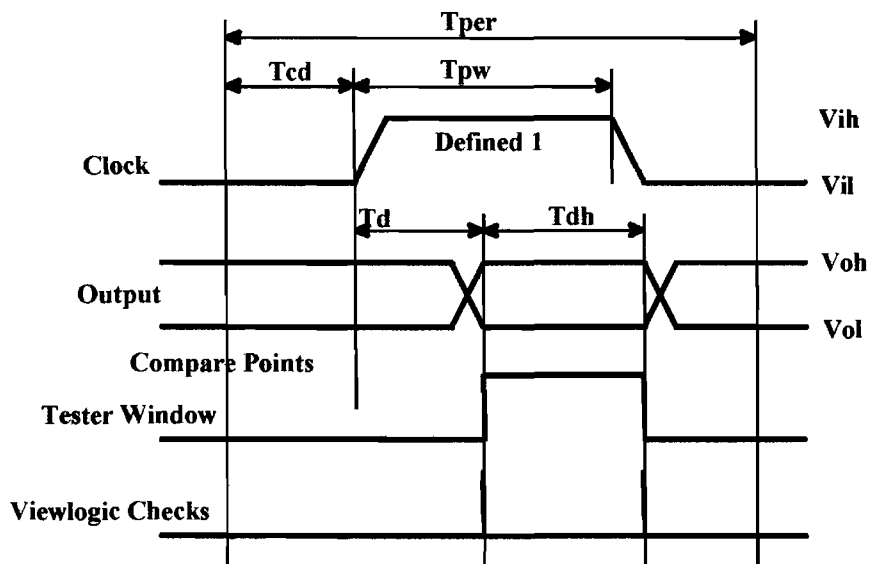 Tper
Tcd Tpw
Vih
Defined 1
Clock
Vil
Td Tdh
Voh
Output
Vol
Compare Points
Tester Window
Viewlogic Checks